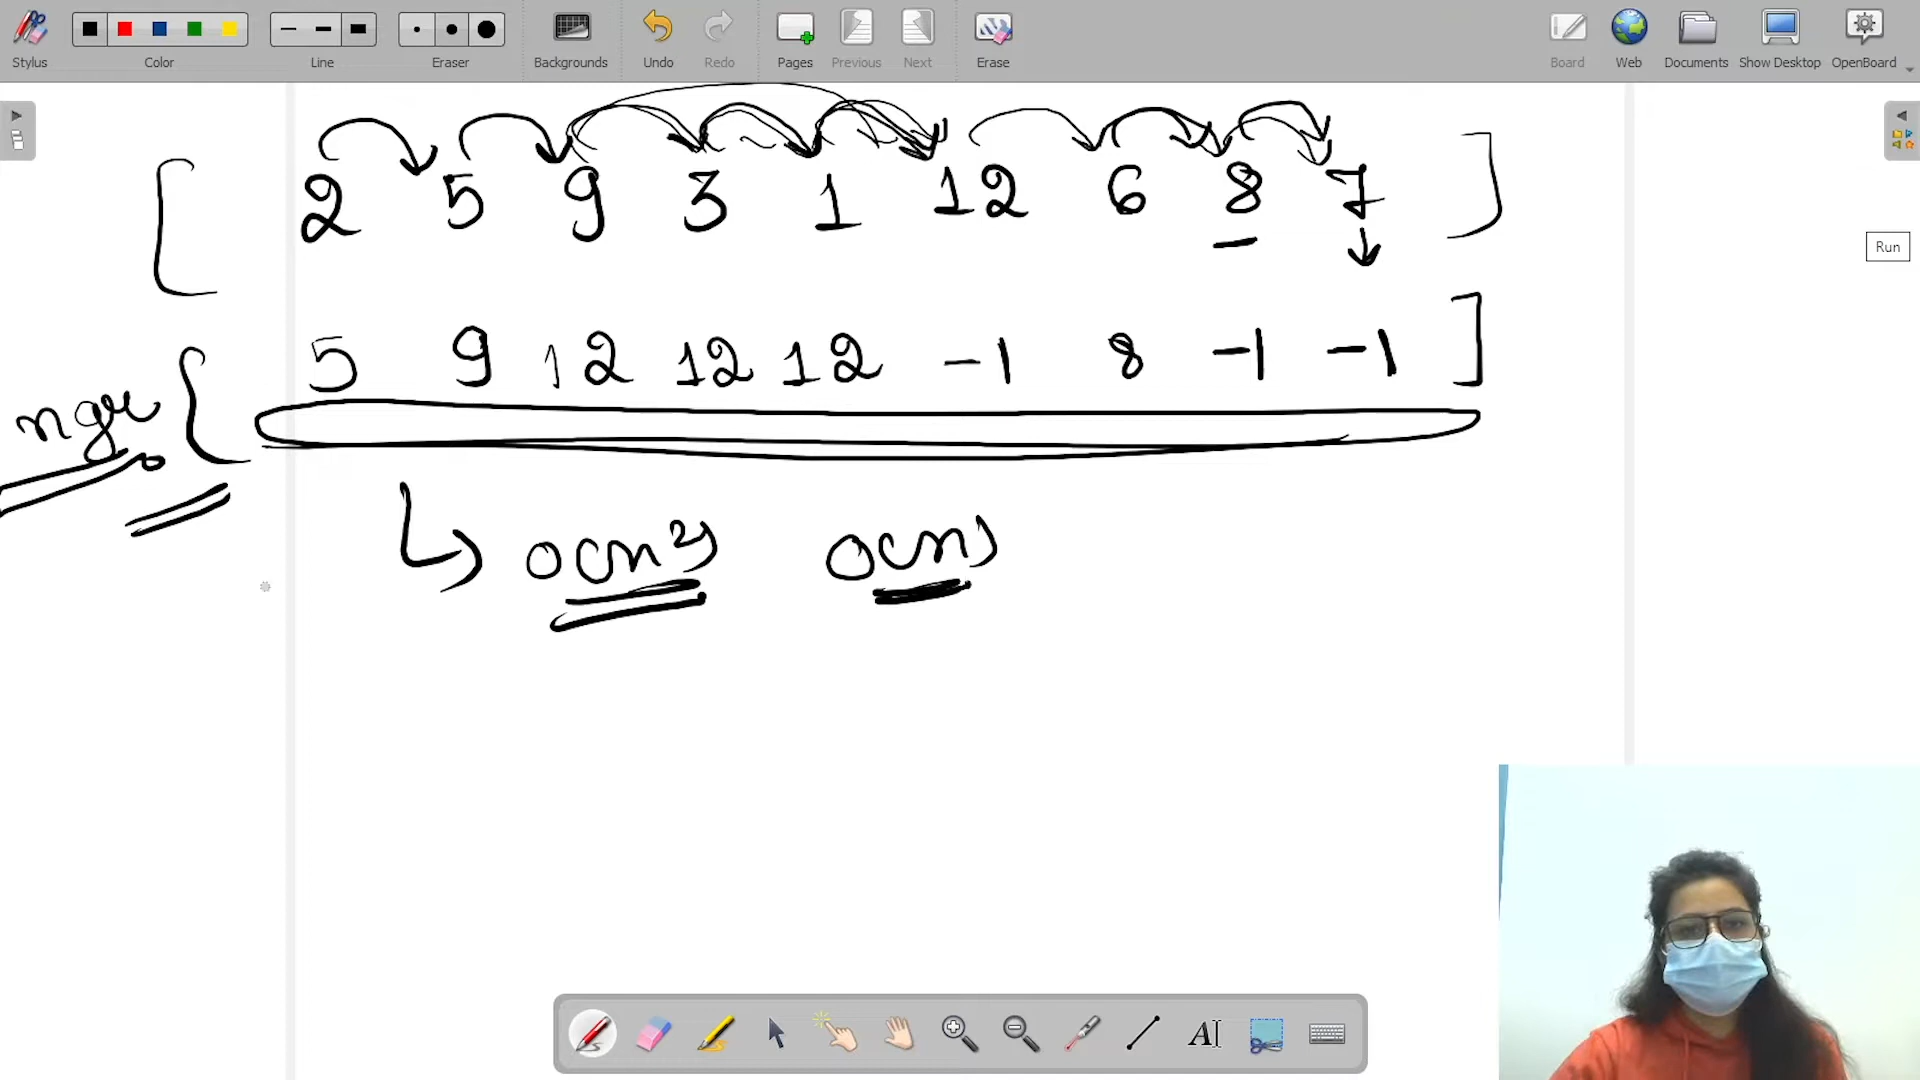 Stylus Color Line Eraser Backgrounds Undo Redo Pages Previous Next Erase Board Web Documents Show Desktop OpenBoard
[ 2 5 9 3 1 12 6 8 7 ]
Run
ngr [ 5 9 12 12 12 -1 8 -1 -1 ]
O(n²) O(n)